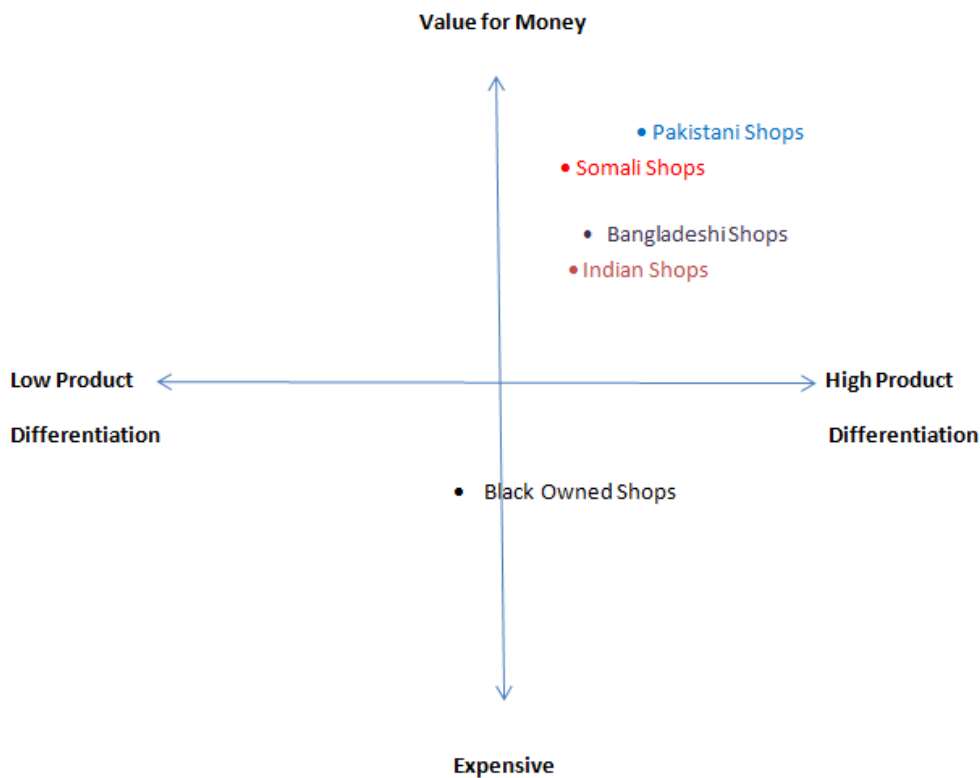 Value for Money
• Pakistani Shops
• Somali Shops
• Bangladeshi Shops
• Indian Shops
Low Product
High Product
Differentiation
Differentiation
• Black Owned Shops
Expensive